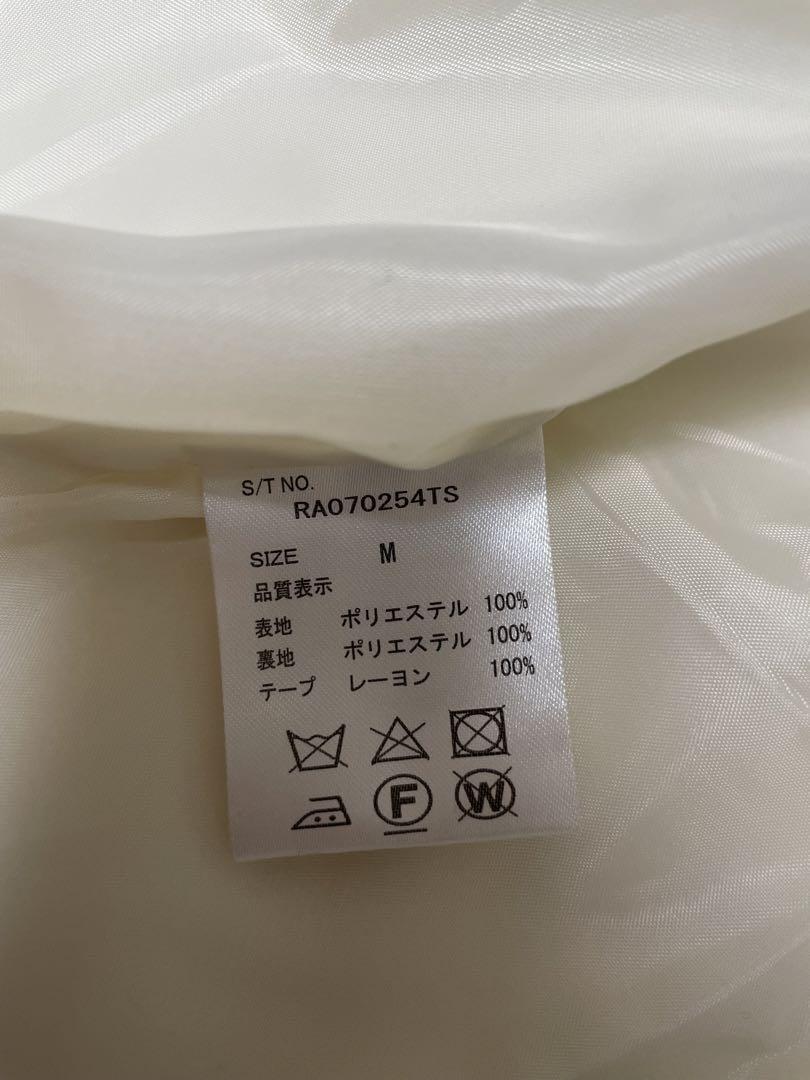 S/T NO.
RA070254TS
SIZE M
品質表示
表地 ポリエステル 100%
裏地 ポリエステル 100%
テープ レーヨン 100%
F W